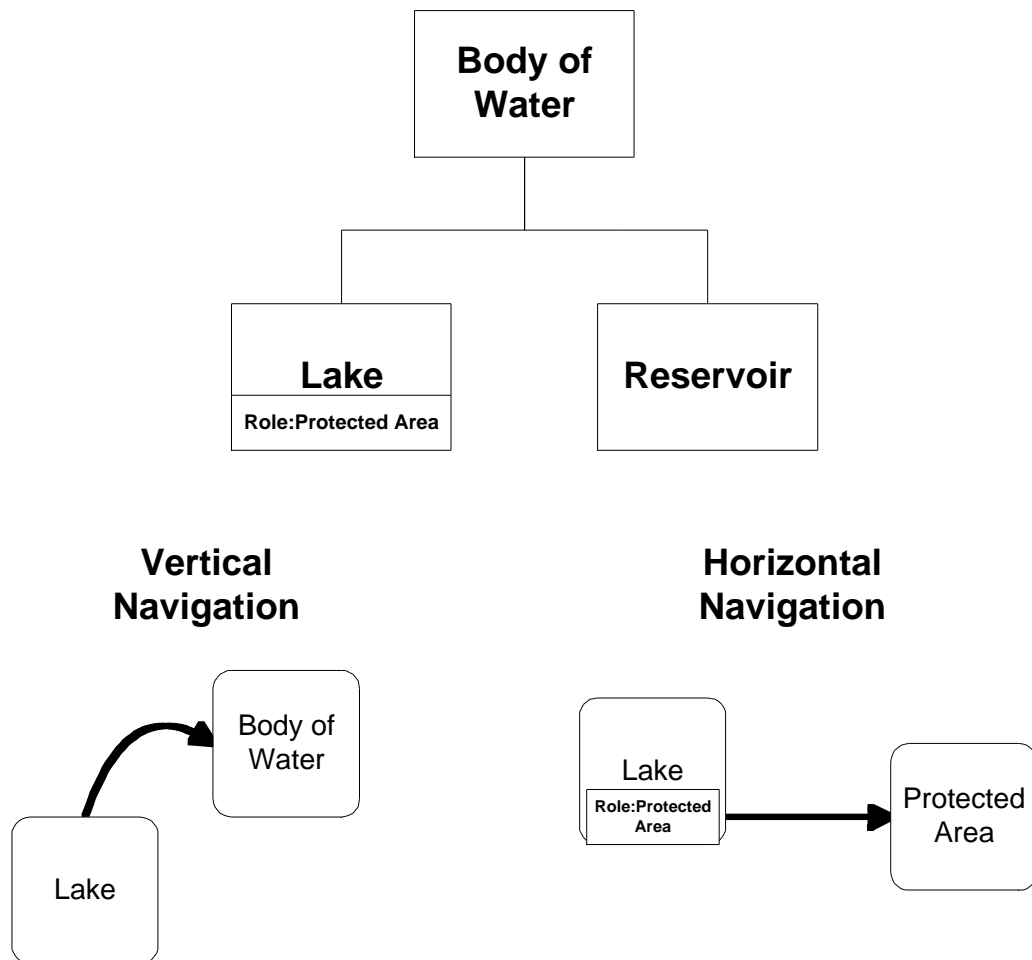 Body of
Water
Lake
Role:Protected Area
Reservoir
Vertical
Navigation
Horizontal
Navigation
Body of
Water
Lake
Lake
Role:Protected
Area
Protected
Area